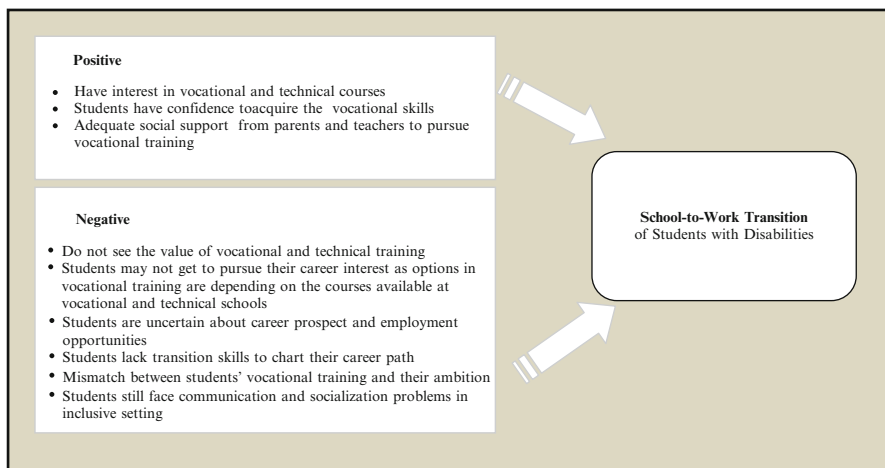 Positive
• Have interest in vocational and technical courses
• Students have confidence toacquire the vocational skills
• Adequate social support from parents and teachers to pursue
vocational training
Negative
• Do not see the value of vocational and technical training
• Students may not get to pursue their career interest as options in
vocational training are depending on the courses available at
vocational and technical schools
• Students are uncertain about career prospect and employment
opportunities
• Students lack transition skills to chart their career path
• Mismatch between students' vocational training and their ambition
• Students still face communication and socialization problems in
inclusive setting
School-to-Work Transition
of Students with Disabilities